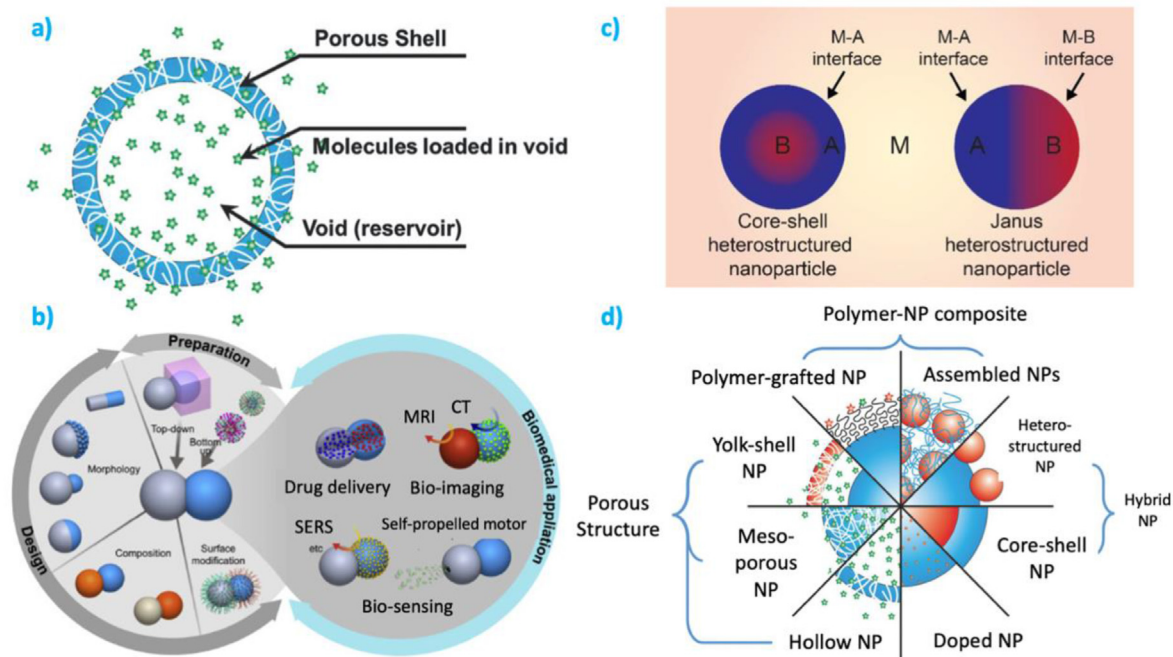 a)
Porous Shell
Molecules loaded in void
Void (reservoir)
c)
M-A
interface
M-A
interface
M-B
interface
B
A
M
A
B
Core-shell
heterostructured
nanoparticle
Janus
heterostructured
nanoparticle
b)
Preparation
Top-down
Bottom
up
Morphology
Design
Composition
Surface
modification
MRI
CT
Drug delivery
Bio-imaging
SERS
etc
Self-propelled motor
Bio-sensing
Biomedical appliation
d)
Polymer-NP composite
Polymer-grafted NP
Assembled NPs
Yolk-shell
NP
Hetero-
structured
NP
Porous
Structure
Hybrid
NP
Meso-
porous
NP
Core-shell
NP
Hollow NP
Doped NP